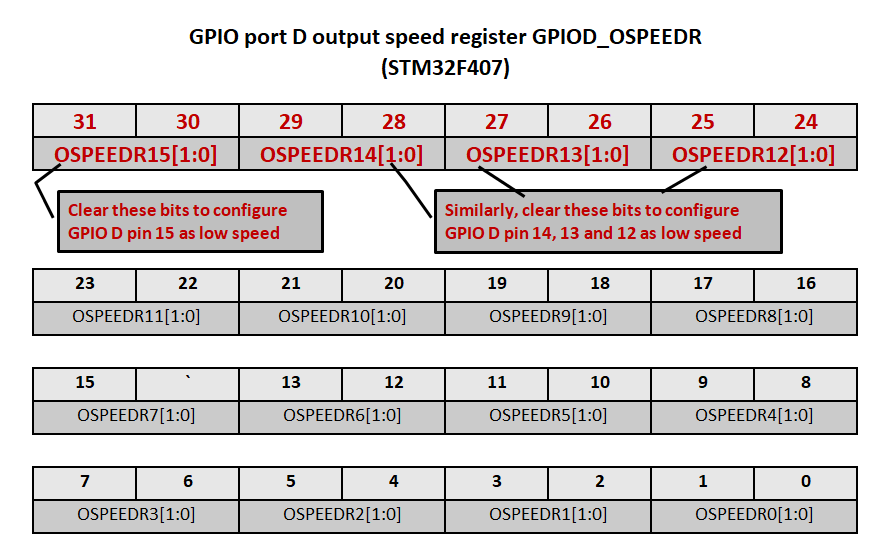 GPIO port D output speed register GPIOD_OSPEEDR
(STM32F407)
31 30 29 28 27 26 25 24
OSPEEDR15[1:0] OSPEEDR14[1:0] OSPEEDR13[1:0] OSPEEDR12[1:0]
Clear these bits to configure
GPIO D pin 15 as low speed
Similarly, clear these bits to configure
GPIO D pin 14, 13 and 12 as low speed
23 22 21 20 19 18 17 16
OSPEEDR11[1:0] OSPEEDR10[1:0] OSPEEDR9[1:0] OSPEEDR8[1:0]
15 ` 13 12 11 10 9 8
OSPEEDR7[1:0] OSPEEDR6[1:0] OSPEEDR5[1:0] OSPEEDR4[1:0]
7 6 5 4 3 2 1 0
OSPEEDR3[1:0] OSPEEDR2[1:0] OSPEEDR1[1:0] OSPEEDR0[1:0]